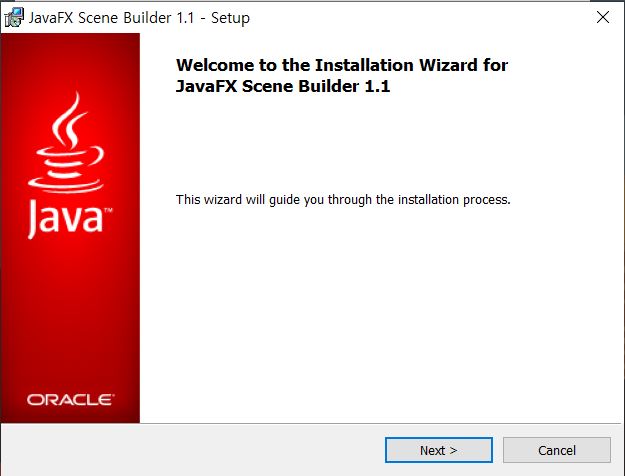 JavaFX Scene Builder 1.1 - Setup
Welcome to the Installation Wizard for
JavaFX Scene Builder 1.1
This wizard will guide you through the installation process.
Java™
ORACLE®
Next >
Cancel